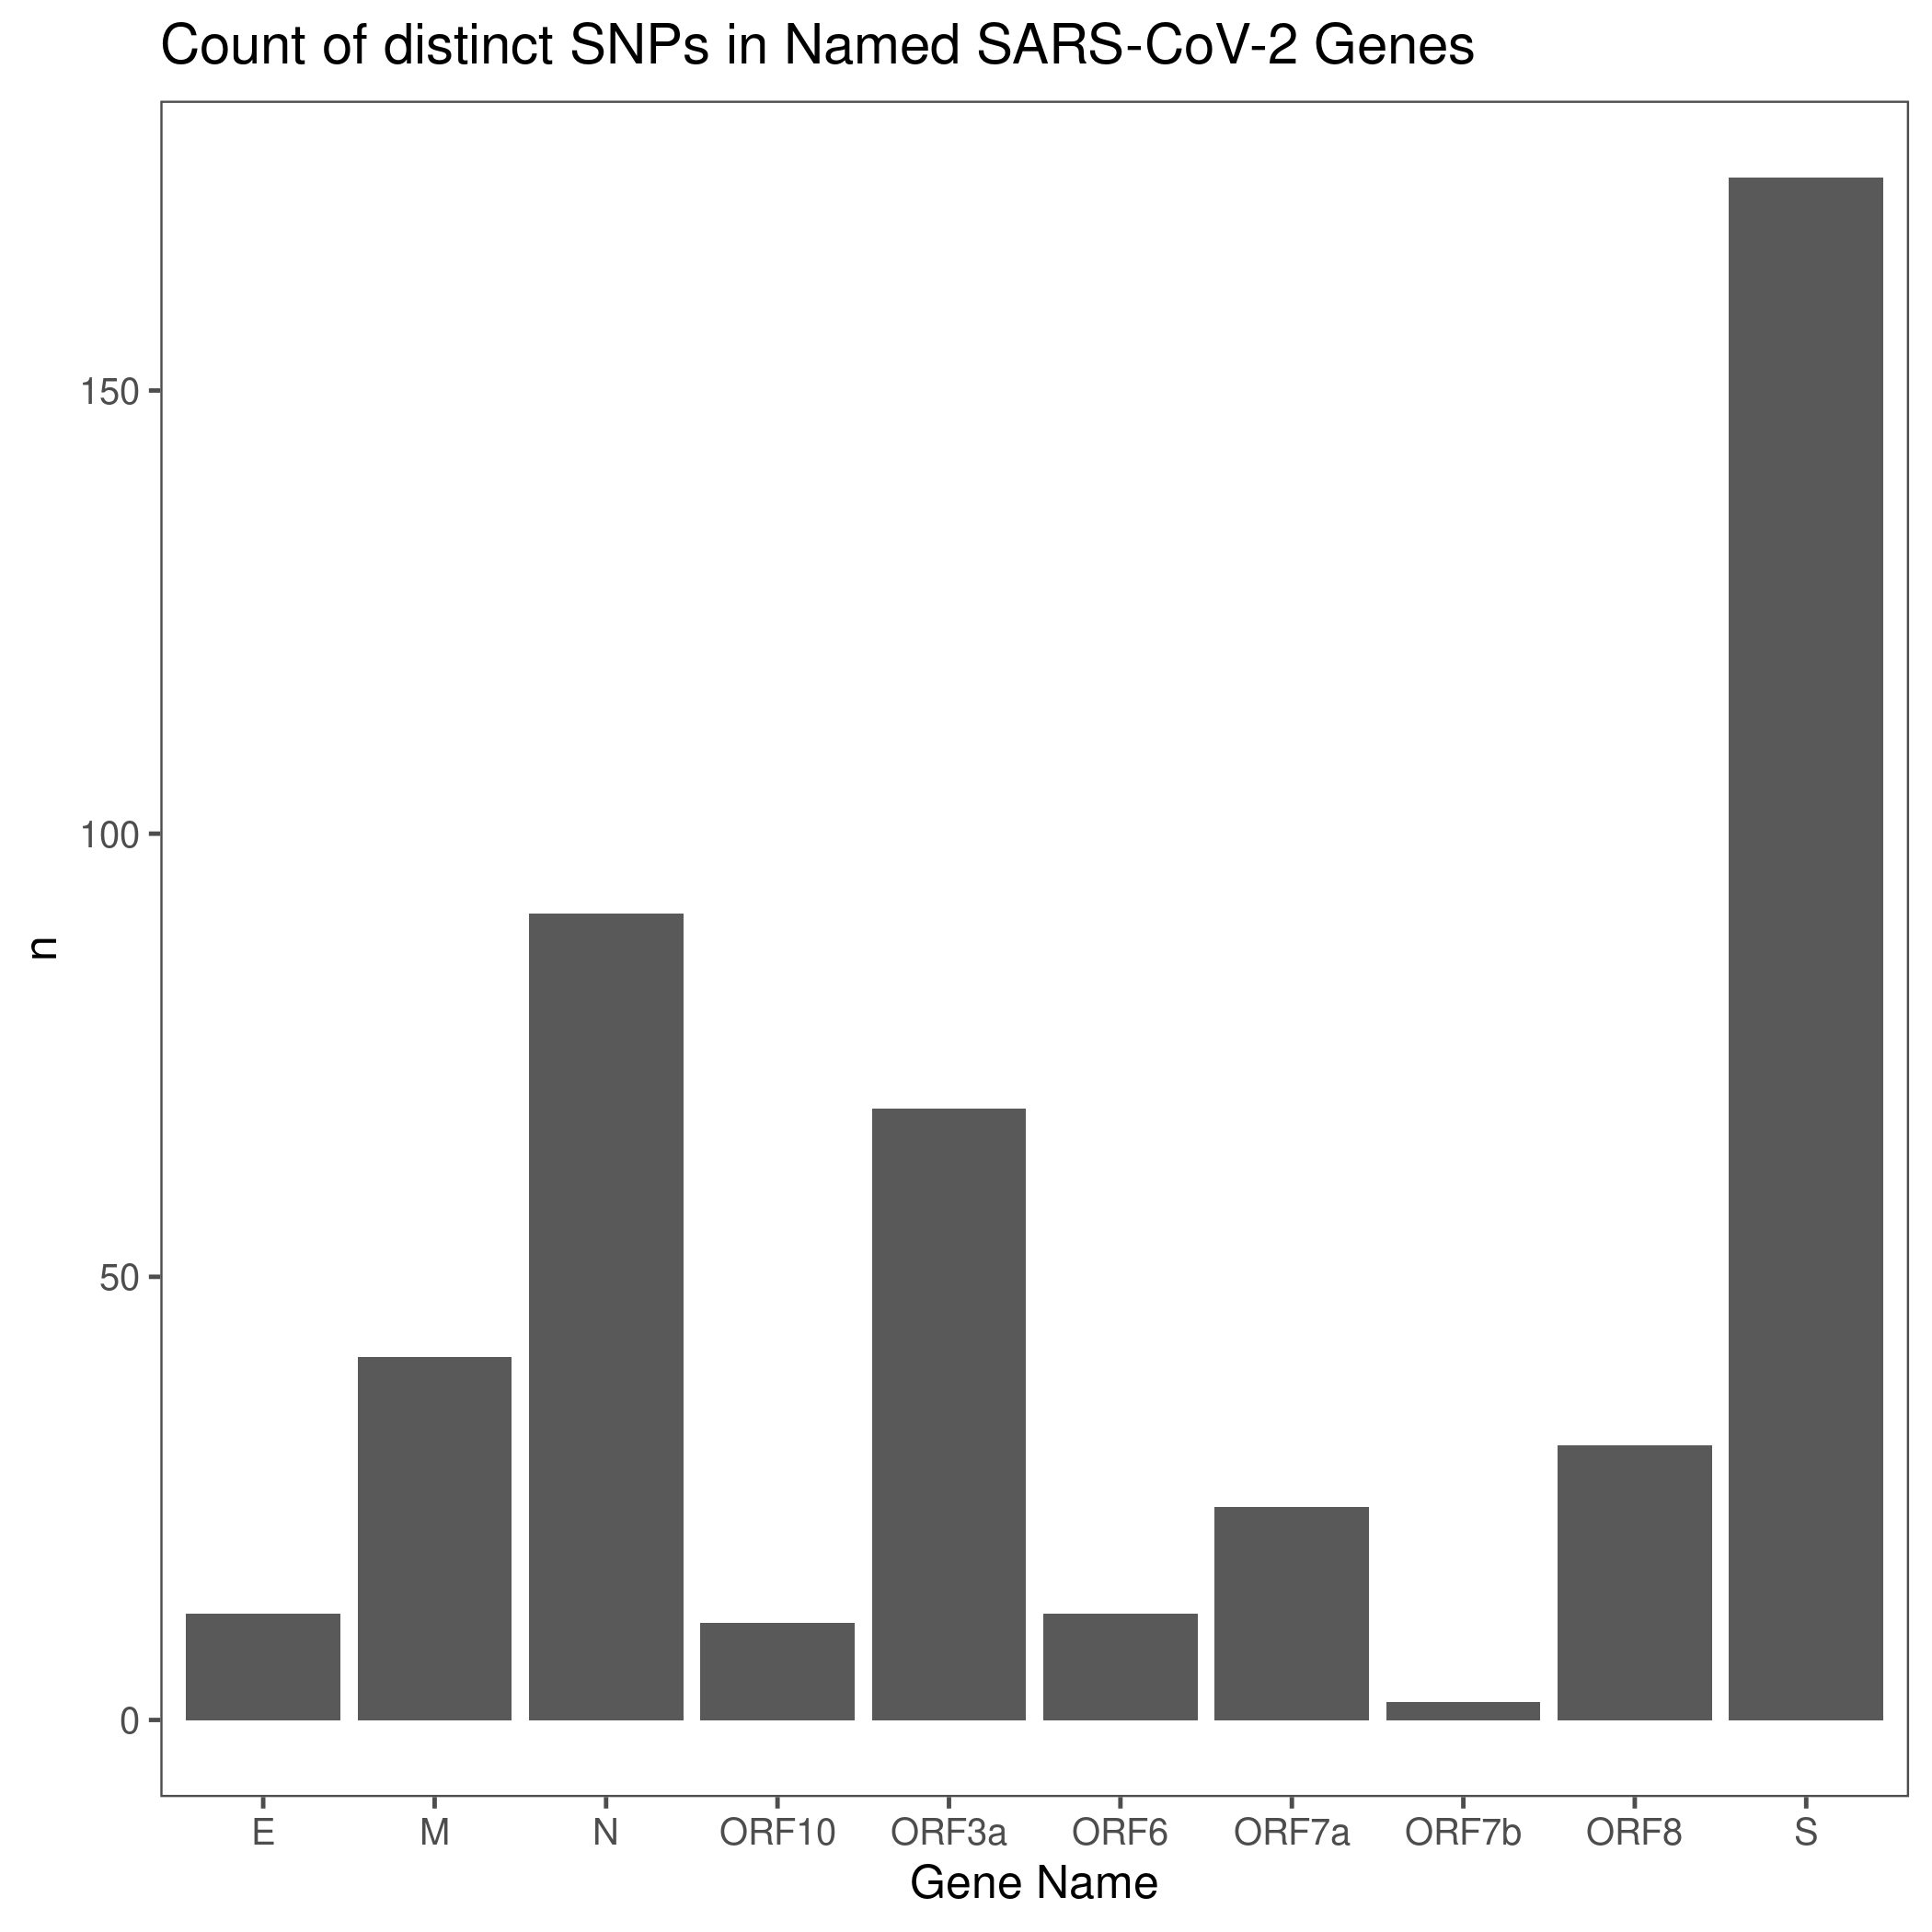 Count of distinct SNPs in Named SARS-CoV-2 Genes
150
100
50
0
n
E M N ORF10 ORF3a ORF6 ORF7a ORF7b ORF8 S
Gene Name